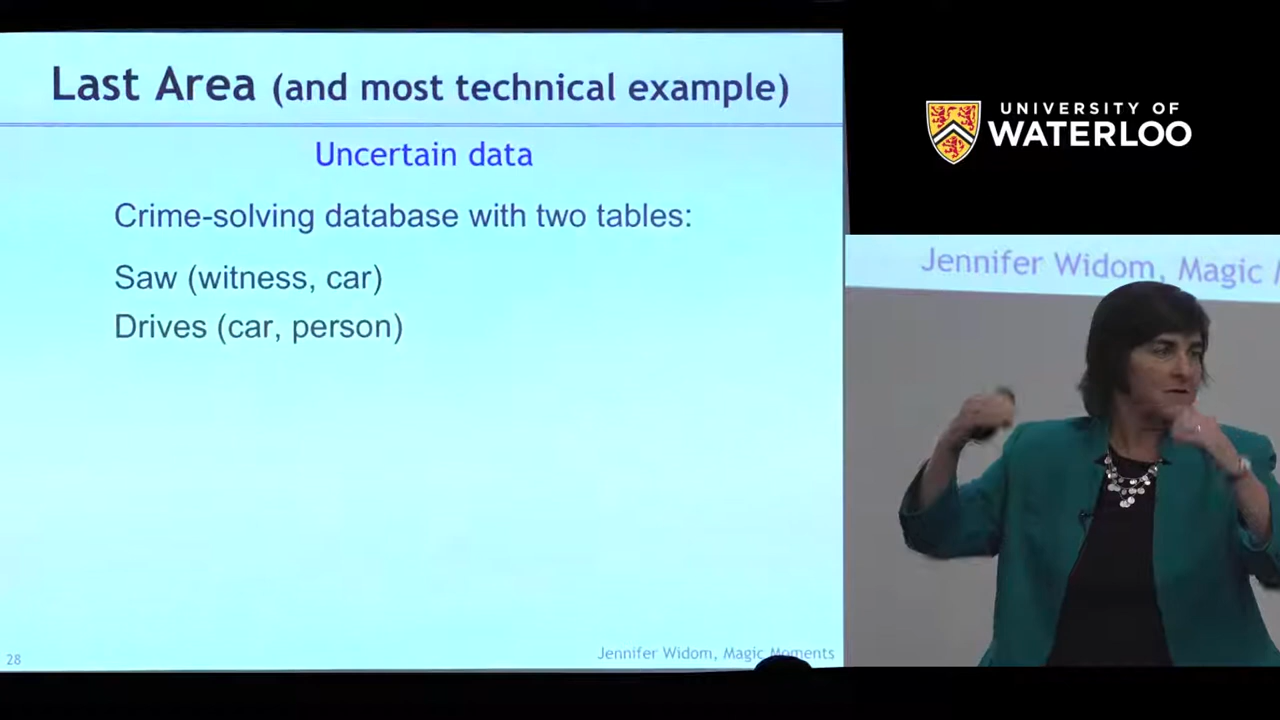 Last Area (and most technical example)
Uncertain data
Crime-solving database with two tables:
Saw (witness, car)
Drives (car, person)
28
Jennifer Widom, Magic Moments
UNIVERSITY OF
WATERLOO
Jennifer Widom, Magic